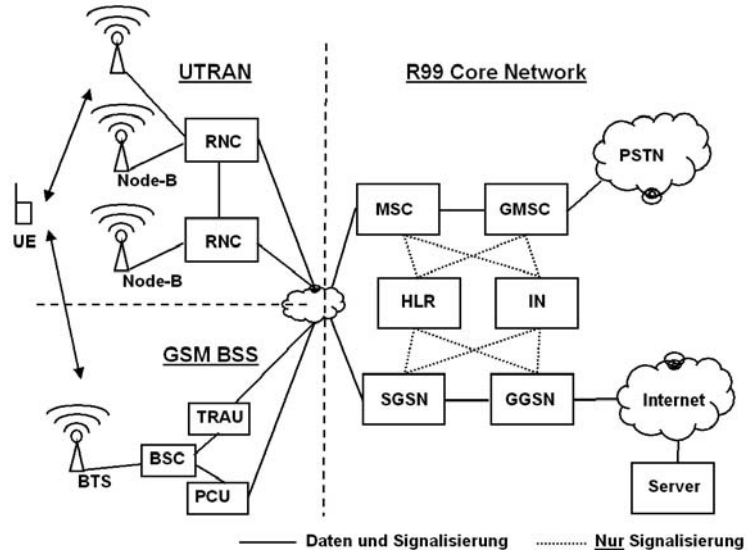 UTRAN
R99 Core Network
RNC
PSTN
Node-B
MSC
GMSC
UE
RNC
Node-B
HLR
IN
GSM BSS
SGSN
GGSN
Internet
TRAU
BSC
BTS
PCU
Server
Daten und Signalisierung
Nur Signalisierung